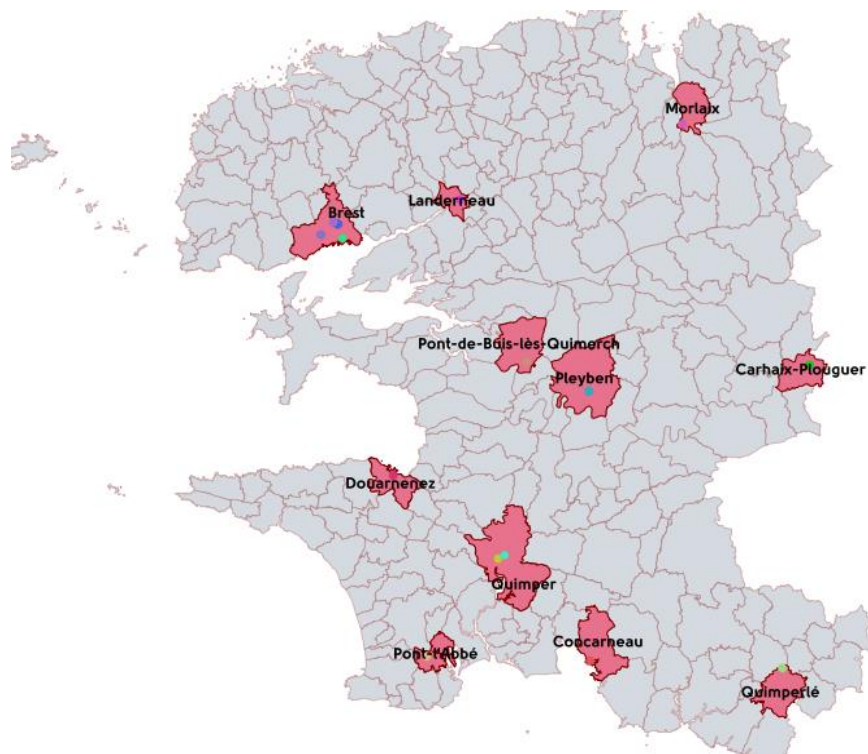 Morlaix
Landerneau
Brest
Pont-de-Buis-lès-Quimerch
Carhaix-Plouguer
Pleyben
Douarnenez
Quimper
Concarneau
Pont-l'Abbé
Quimperlé